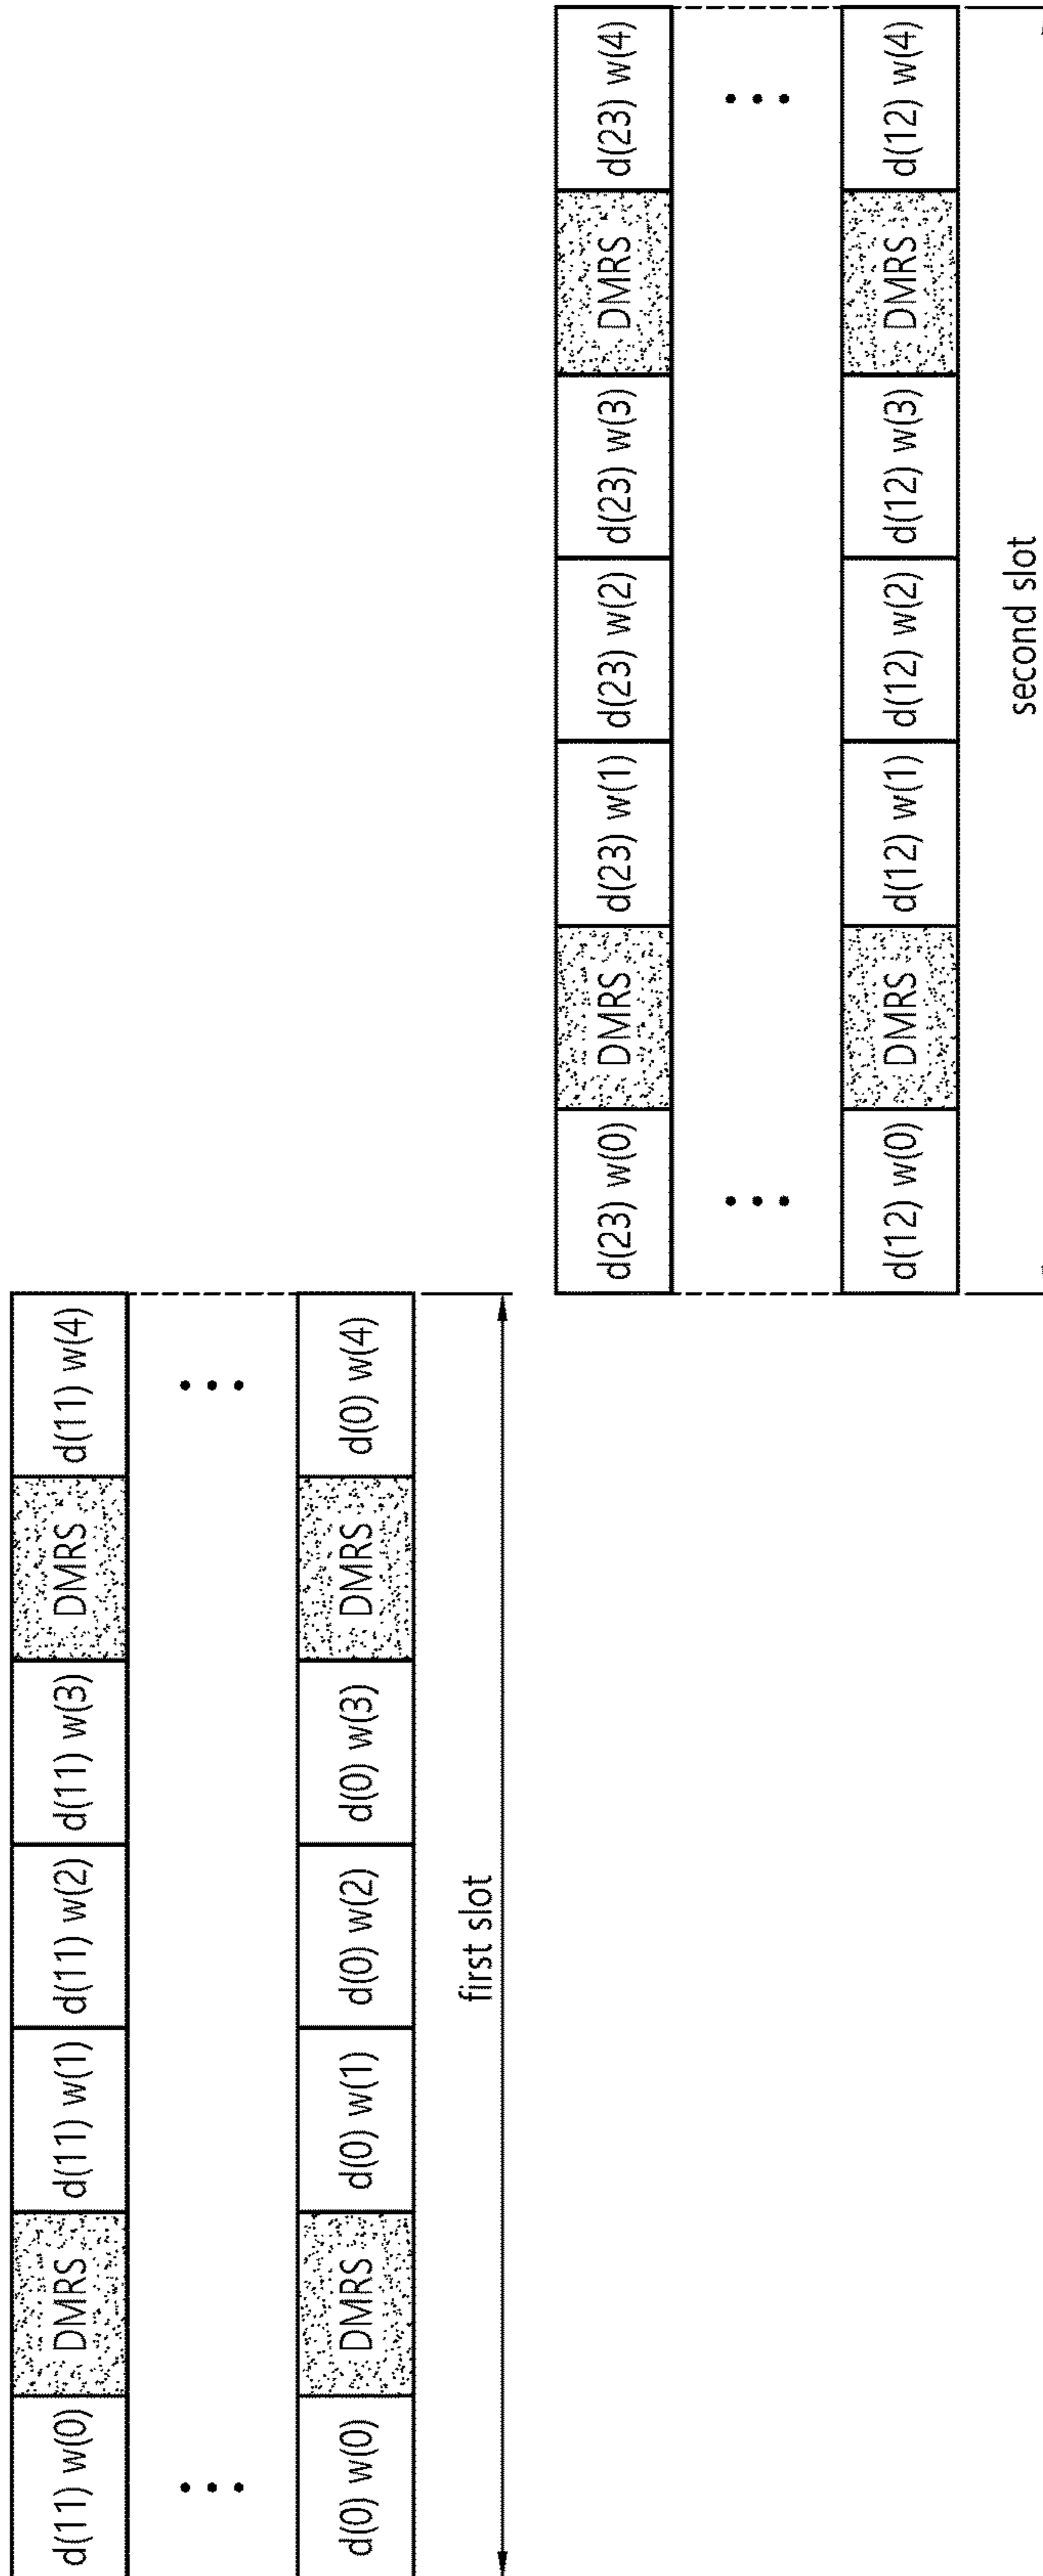 d(11) w(0)
DMRS
d(11) w(1)
d(11) w(2)
d(11) w(3)
DMRS
d(11) w(4)
d(0) w(0)
DMRS
d(0) w(1)
d(0) w(2)
d(0) w(3)
DMRS
d(0) w(4)
first slot
d(23) w(0)
DMRS
d(23) w(1)
d(23) w(2)
d(23) w(3)
DMRS
d(23) w(4)
d(12) w(0)
DMRS
d(12) w(1)
d(12) w(2)
d(12) w(3)
DMRS
d(12) w(4)
second slot